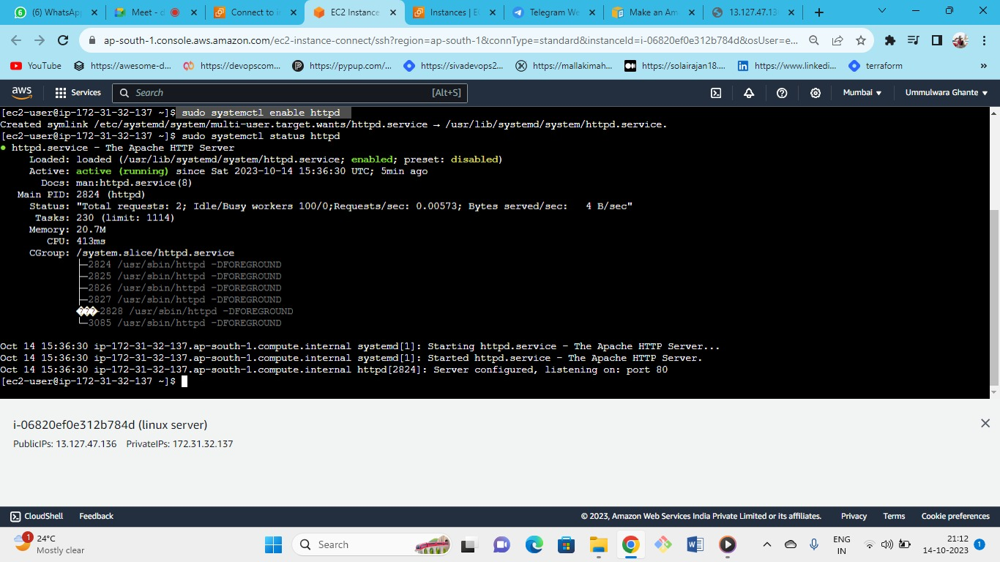 (6) WhatsAp
Meet - d
Connect to i
EC2 Instance
Instances | E
Telegram We
Make an Am
13.127.47.13
ap-south-1.console.aws.amazon.com/ec2-instance-connect/ssh?region=ap-south-1&connType=standard&instanceId=i-06820ef0e312b784d&osUser=e...
YouTube
https://awesome-d...
https://devopscom...
https://pypup.com/...
https://sivadevops2...
https://mallakimah...
https://solairajan18....
https://www.linkedi...
terraform
»
aws
Services
Search
[Alt+S]
Mumbai
Ummulwara Ghante
[ec2-user@ip-172-31-32-137 ~]$ sudo systemctl enable httpd
Created symlink /etc/systemd/system/multi-user.target.wants/httpd.service → /usr/lib/systemd/system/httpd.service.
[ec2-user@ip-172-31-32-137 ~]$ sudo systemctl status httpd
● httpd.service - The Apache HTTP Server
Loaded: loaded (/usr/lib/systemd/system/httpd.service; enabled; preset: disabled)
Active: active (running) since Sat 2023-10-14 15:36:30 UTC; 5min ago
Docs: man:httpd.service(8)
Main PID: 2824 (httpd)
Status: "Total requests: 2; Idle/Busy workers 100/0;Requests/sec: 0.00573; Bytes served/sec:   4 B/sec"
Tasks: 230 (limit: 1114)
Memory: 20.7M
CPU: 413ms
CGroup: /system.slice/httpd.service
├─2824 /usr/sbin/httpd -DFOREGROUND
├─2825 /usr/sbin/httpd -DFOREGROUND
├─2826 /usr/sbin/httpd -DFOREGROUND
├─2827 /usr/sbin/httpd -DFOREGROUND
���─2828 /usr/sbin/httpd -DFOREGROUND
└─3085 /usr/sbin/httpd -DFOREGROUND
Oct 14 15:36:30 ip-172-31-32-137.ap-south-1.compute.internal systemd[1]: Starting httpd.service - The Apache HTTP Server...
Oct 14 15:36:30 ip-172-31-32-137.ap-south-1.compute.internal systemd[1]: Started httpd.service - The Apache HTTP Server.
Oct 14 15:36:30 ip-172-31-32-137.ap-south-1.compute.internal httpd[2824]: Server configured, listening on: port 80
[ec2-user@ip-172-31-32-137 ~]$
i-06820ef0e312b784d (linux server)
PublicIPs: 13.127.47.136 PrivateIPs: 172.31.32.137
CloudShell
Feedback
© 2023, Amazon Web Services India Private Limited or its affiliates.
Privacy
Terms
Cookie preferences
1
24°C
Mostly clear
Search
ENG
IN
21:12
14-10-2023
1